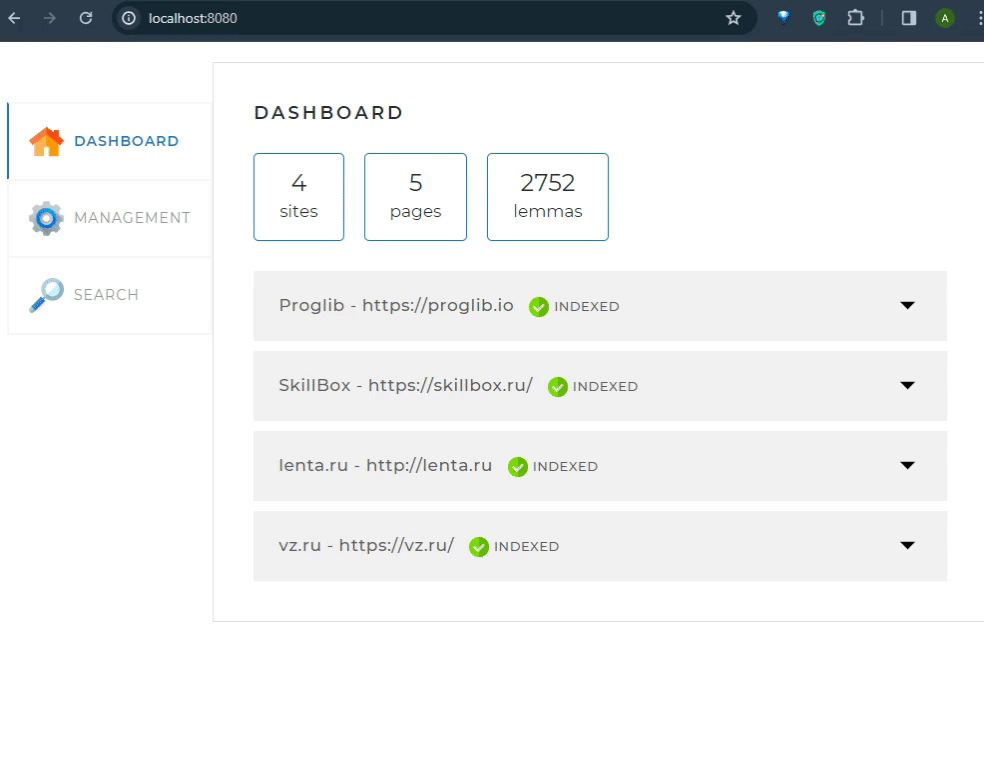 localhost:8080
A
DASHBOARD
MANAGEMENT
SEARCH
DASHBOARD
4
sites
5
pages
2752
lemmas
Proglib - https://proglib.io INDEXED
SkillBox - https://skillbox.ru/ INDEXED
lenta.ru - http://lenta.ru INDEXED
vz.ru - https://vz.ru/ INDEXED